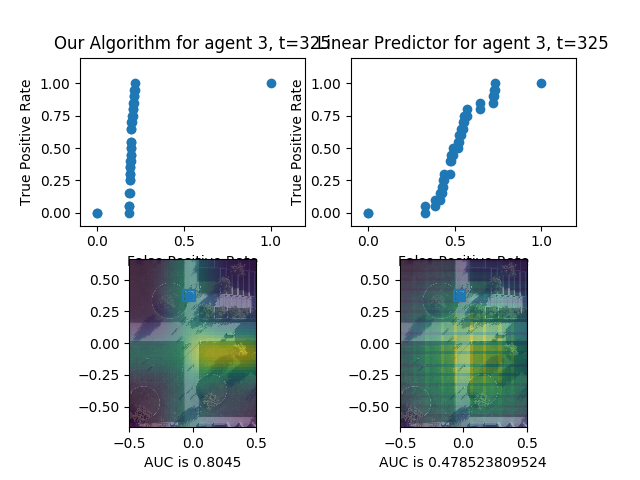 Our Algorithm for agent 3, t=325
Linear Predictor for agent 3, t=325
True Positive Rate
1.00
0.75
0.50
0.25
0.00
0.0 0.5 1.0
False Positive Rate
True Positive Rate
1.00
0.75
0.50
0.25
0.00
0.0 0.5 1.0
False Positive Rate
0.50
0.25
0.00
−0.25
−0.50
−0.5 0.0 0.5
AUC is 0.8045
0.50
0.25
0.00
−0.25
−0.50
−0.5 0.0 0.5
AUC is 0.478523809524